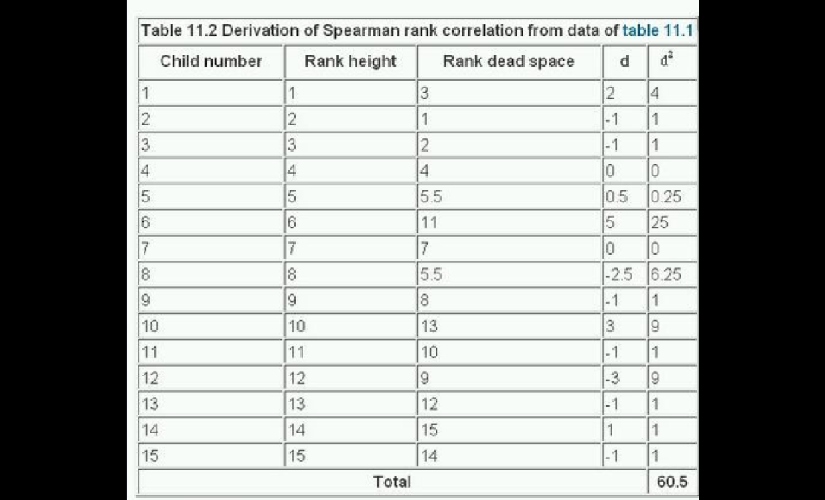 Table 11.2 Derivation of Spearman rank correlation from data of table 11.1
Child number Rank height Rank dead space d d²
1 1 3 2 4
2 2 1 -1 1
3 3 2 -1 1
4 4 4 0 0
5 5 5.5 0.5 0.25
6 6 11 5 25
7 7 7 0 0
8 8 5.5 -2.5 6.25
9 9 8 -1 1
10 10 13 3 9
11 11 10 -1 1
12 12 9 -3 9
13 13 12 -1 1
14 14 15 1 1
15 15 14 -1 1
Total 60.5